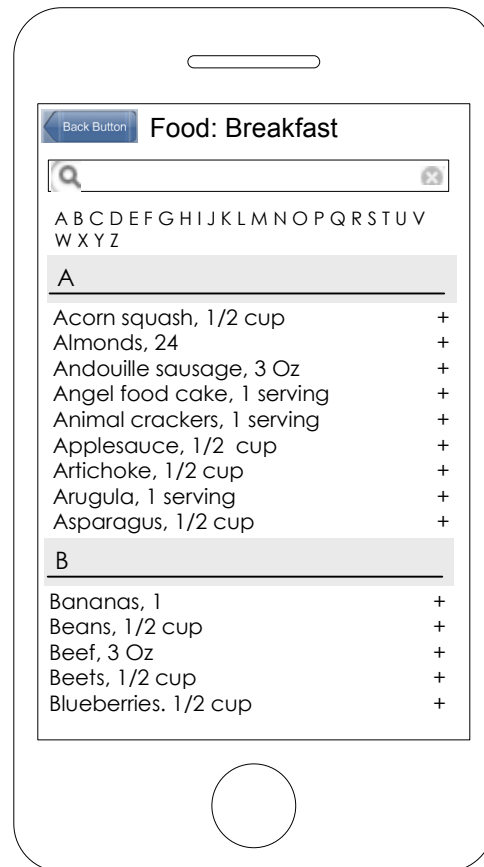 Back Button
Food: Breakfast
A B C D E F G H I J K L M N O P Q R S T U V
W X Y Z
A
Acorn squash, 1/2 cup +
Almonds, 24 +
Andouille sausage, 3 Oz +
Angel food cake, 1 serving +
Animal crackers, 1 serving +
Applesauce, 1/2 cup +
Artichoke, 1/2 cup +
Arugula, 1 serving +
Asparagus, 1/2 cup +
B
Bananas, 1 +
Beans, 1/2 cup +
Beef, 3 Oz +
Beets, 1/2 cup +
Blueberries. 1/2 cup +